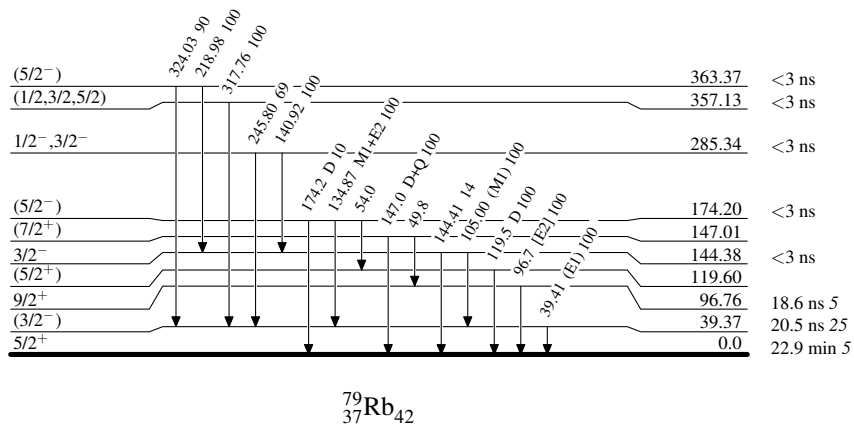 324.03 90
218.98 100
317.76 100
245.80 69
140.92 100
174.2 D 10
134.87 M1+E2 100
54.0
147.0 D+Q 100
49.8
144.41 14
105.00 (M1) 100
119.5 D 100
96.7 [E2] 100
39.41 (E1) 100
(5/2⁻) 363.37 <3 ns
(1/2,3/2,5/2) 357.13 <3 ns
1/2⁻,3/2⁻ 285.34 <3 ns
(5/2⁻) 174.20 <3 ns
(7/2⁺) 147.01
3/2⁻ 144.38 <3 ns
(5/2⁺) 119.60
9/2⁺ 96.76 18.6 ns 5
(3/2⁻) 39.37 20.5 ns 25
5/2⁺ 0.0 22.9 min 5
⁷⁹₃₇Rb₄₂